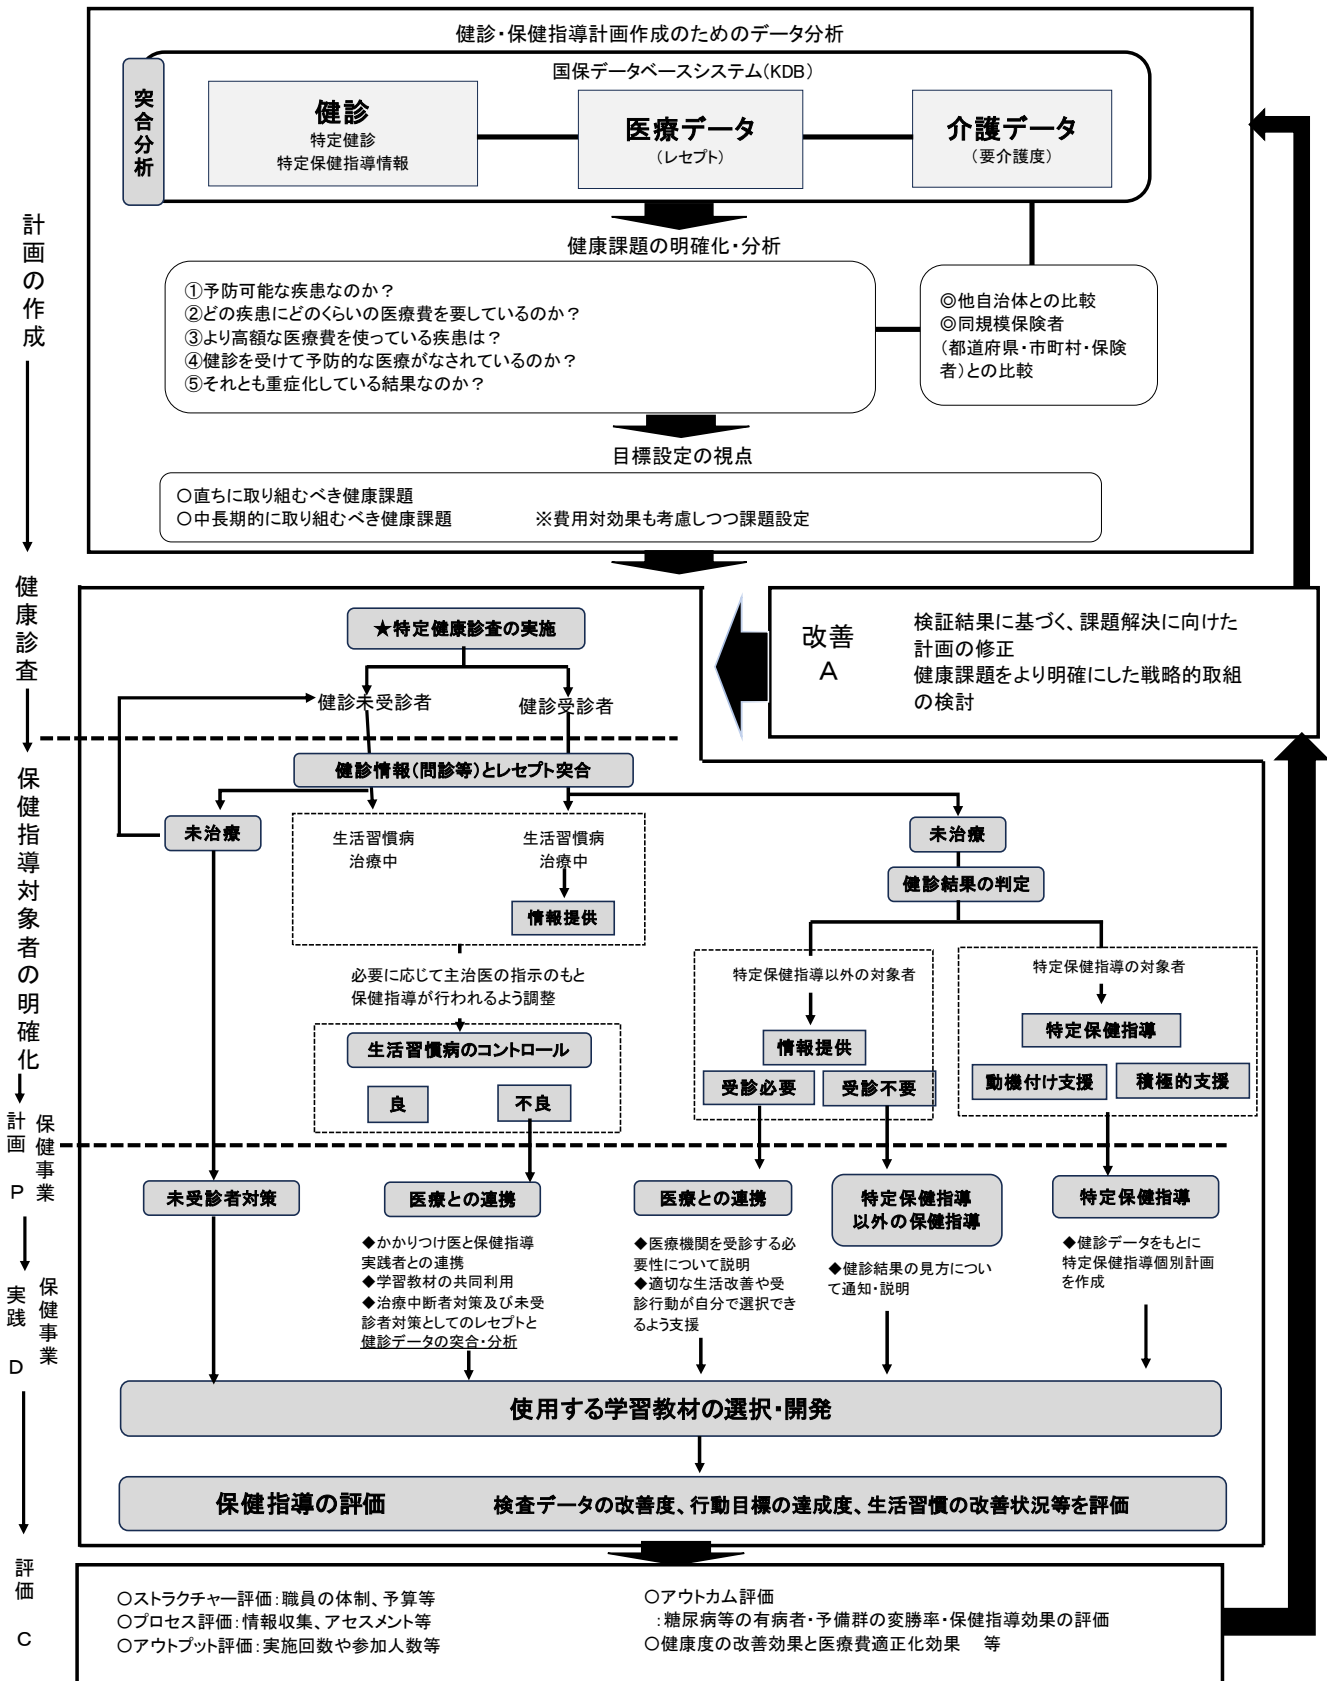 健診・保健指導計画作成のためのデータ分析
国保データベースシステム(KDB)
突合分析
健診
特定健診
特定保健指導情報
医療データ
(レセプト)
介護データ
(要介護度)
計画の作成
健康課題の明確化・分析
①予防可能な疾患なのか?
②どの疾患にどのくらいの医療費を要しているのか?
③より高額な医療費を使っている疾患は?
④健診を受けて予防的な医療がなされているのか?
⑤それとも重症化している結果なのか?
◎他自治体との比較
◎同規模保険者
(都道府県・市町村・保険
者)との比較
目標設定の視点
○直ちに取り組むべき健康課題
○中長期的に取り組むべき健康課題 ※費用対効果も考慮しつつ課題設定
健康診査
★特定健康診査の実施
改善
A
検証結果に基づく、課題解決に向けた
計画の修正
健康課題をより明確にした戦略的取組
の検討
健診未受診者
健診受診者
保健指導対象者の明確化
健診情報(問診等)とレセプト突合
未治療
生活習慣病
治療中
生活習慣病
治療中
情報提供
未治療
健診結果の判定
必要に応じて主治医の指示のもと
保健指導が行われるよう調整
特定保健指導以外の対象者
特定保健指導の対象者
生活習慣病のコントロール
良
不良
情報提供
受診必要
受診不要
特定保健指導
動機付け支援
積極的支援
計画 P
保健事業
未受診者対策
医療との連携
医療との連携
特定保健指導
以外の保健指導
特定保健指導
実践 D
保健事業
◆かかりつけ医と保健指導
実践者との連携
◆学習教材の共同利用
◆治療中断者対策及び未受
診者対策としてのレセプトと
健診データの突合・分析
◆医療機関を受診する必
要性について説明
◆適切な生活改善や受
診行動が自分で選択でき
るよう支援
◆健診結果の見方につい
て通知・説明
◆健診データをもとに
特定保健指導個別計画
を作成
使用する学習教材の選択・開発
保健指導の評価 検査データの改善度、行動目標の達成度、生活習慣の改善状況等を評価
評価 C
○ストラクチャー評価:職員の体制、予算等
○プロセス評価:情報収集、アセスメント等
○アウトプット評価:実施回数や参加人数等
○アウトカム評価
:糖尿病等の有病者・予備群の変勝率・保健指導効果の評価
○健康度の改善効果と医療費適正化効果 等